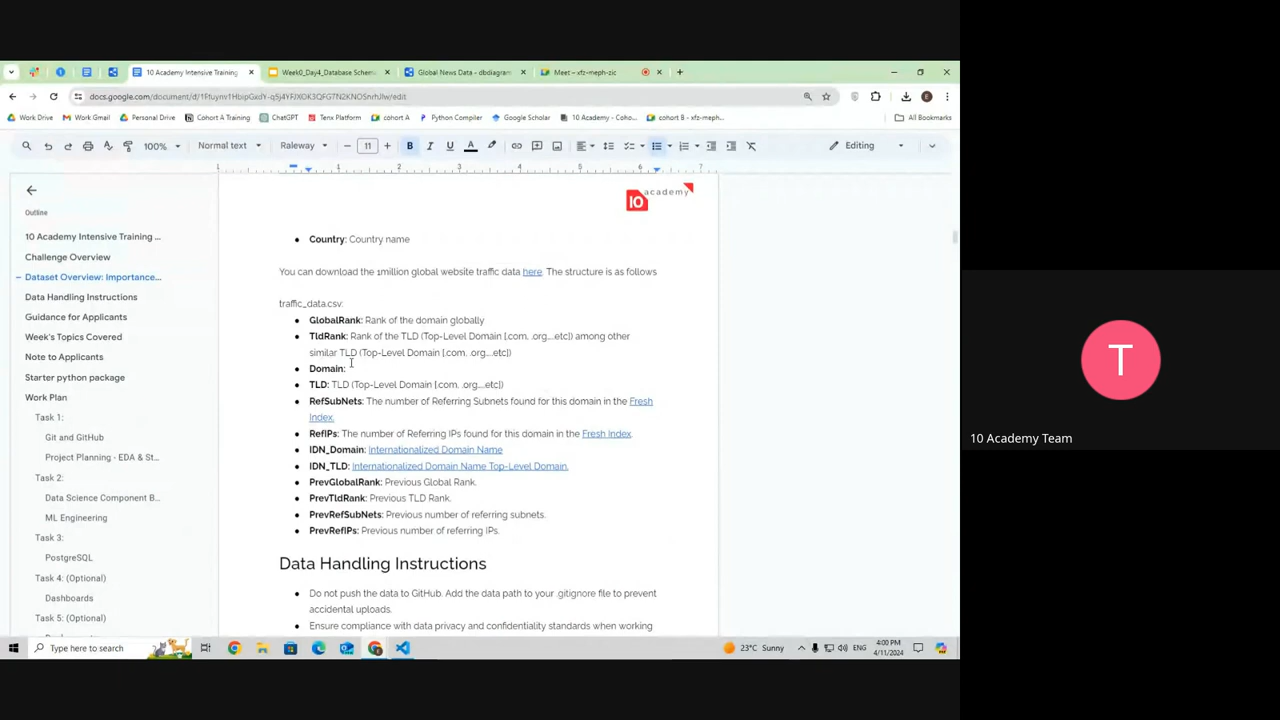 10 Academy Intensive Training
Week0_Day4_Database Schem
Global News Data - dbdiagram
Meet – xfz-meph-zic
Work Drive
Work Gmail
Personal Drive
Cohort A Training
ChatGPT
Tenx Platform
cohort A
Python Compiler
Google Scholar
10 Academy - Coho...
cohort B - xfz-meph...
All Bookmarks
100%
Normal text
Raleway
11
Editing
Outline
10 Academy Intensive Training ...
Challenge Overview
Dataset Overview: Importance...
Data Handling Instructions
Guidance for Applicants
Week's Topics Covered
Note to Applicants
Starter python package
Work Plan
Task 1:
Git and GitHub
Project Planning - EDA & St...
Task 2:
Data Science Component B...
ML Engineering
Task 3:
PostgreSQL
Task 4: (Optional)
Dashboards
Task 5: (Optional)
10 academy
Country: Country name
You can download the 1million global website traffic data here. The structure is as follows
traffic_data.csv:
GlobalRank: Rank of the domain globally
TldRank: Rank of the TLD (Top-Level Domain [.com, .org,...etc]) among other
similar TLD (Top-Level Domain [.com, .org,...etc])
Domain:
TLD: TLD (Top-Level Domain [.com, .org,...etc])
RefSubNets: The number of Referring Subnets found for this domain in the Fresh
Index.
RefIPs: The number of Referring IPs found for this domain in the Fresh Index.
IDN_Domain: Internationalized Domain Name
IDN_TLD: Internationalized Domain Name Top-Level Domain.
PrevGlobalRank: Previous Global Rank.
PrevTldRank: Previous TLD Rank.
PrevRefSubNets: Previous number of referring subnets.
PrevRefIPs: Previous number of referring IPs.
Data Handling Instructions
Do not push the data to GitHub. Add the data path to your .gitignore file to prevent
accidental uploads.
Ensure compliance with data privacy and confidentiality standards when working
Type here to search
23°C Sunny
ENG
4:00 PM
4/11/2024
T
10 Academy Team